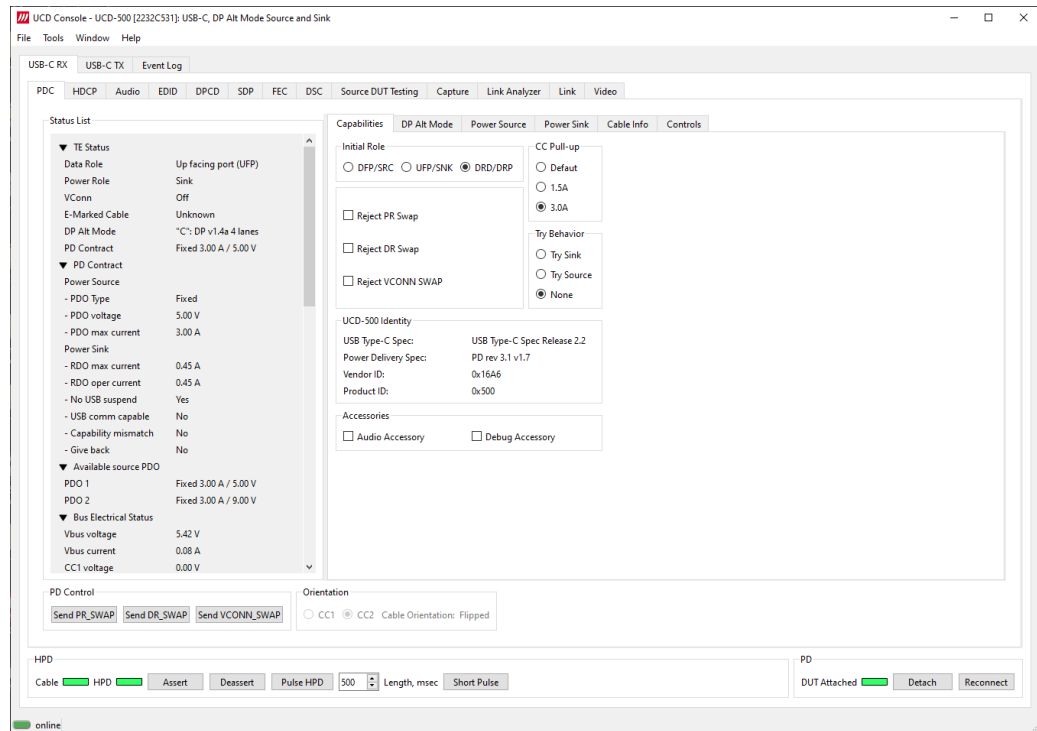 UCD Console - UCD-500 [2232C531]: USB-C, DP Alt Mode Source and Sink
File Tools Window Help
USB-C RX USB-C TX Event Log
PDC HDCP Audio EDID DPCD SDP FEC DSC Source DUT Testing Capture Link Analyzer Link Video
Status List
TE Status
Data Role Up facing port (UFP)
Power Role Sink
VConn Off
E-Marked Cable Unknown
DP Alt Mode "C": DP v1.4a 4 lanes
PD Contract Fixed 3.00 A / 5.00 V
PD Contract
Power Source
- PDO Type Fixed
- PDO voltage 5.00 V
- PDO max current 3.00 A
Power Sink
- RDO max current 0.45 A
- RDO oper current 0.45 A
- No USB suspend Yes
- USB comm capable No
- Capability mismatch No
- Give back No
Available source PDO
PDO 1 Fixed 3.00 A / 5.00 V
PDO 2 Fixed 3.00 A / 9.00 V
Bus Electrical Status
Vbus voltage 5.42 V
Vbus current 0.08 A
CC1 voltage 0.00 V
Capabilities DP Alt Mode Power Source Power Sink Cable Info Controls
Initial Role
DFP/SRC UFP/SNK DRD/DRP
Reject PR Swap
Reject DR Swap
Reject VCONN SWAP
CC Pull-up
Defaut
1.5A
3.0A
Try Behavior
Try Sink
Try Source
None
UCD-500 Identity
USB Type-C Spec: USB Type-C Spec Release 2.2
Power Delivery Spec: PD rev 3.1 v1.7
Vendor ID: 0x16A6
Product ID: 0x500
Accessories
Audio Accessory Debug Accessory
PD Control
Send PR_SWAP Send DR_SWAP Send VCONN_SWAP
Orientation
CC1 CC2 Cable Orientation: Flipped
HPD
Cable HPD Assert Deassert Pulse HPD 500 Length, msec Short Pulse
PD
DUT Attached Detach Reconnect
online